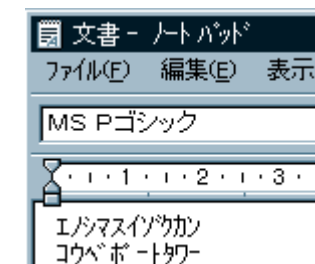 文書 - ﾉｰﾄ ﾊﾟｯﾄﾞ
ﾌｧｲﾙ(F) 編集(E) 表示
MS Pゴシック
1 2 3
ｴﾉｼﾏｽｲｿﾞｸｶﾝ
ｺｳﾍﾞﾎﾟｰﾄﾀﾜｰ